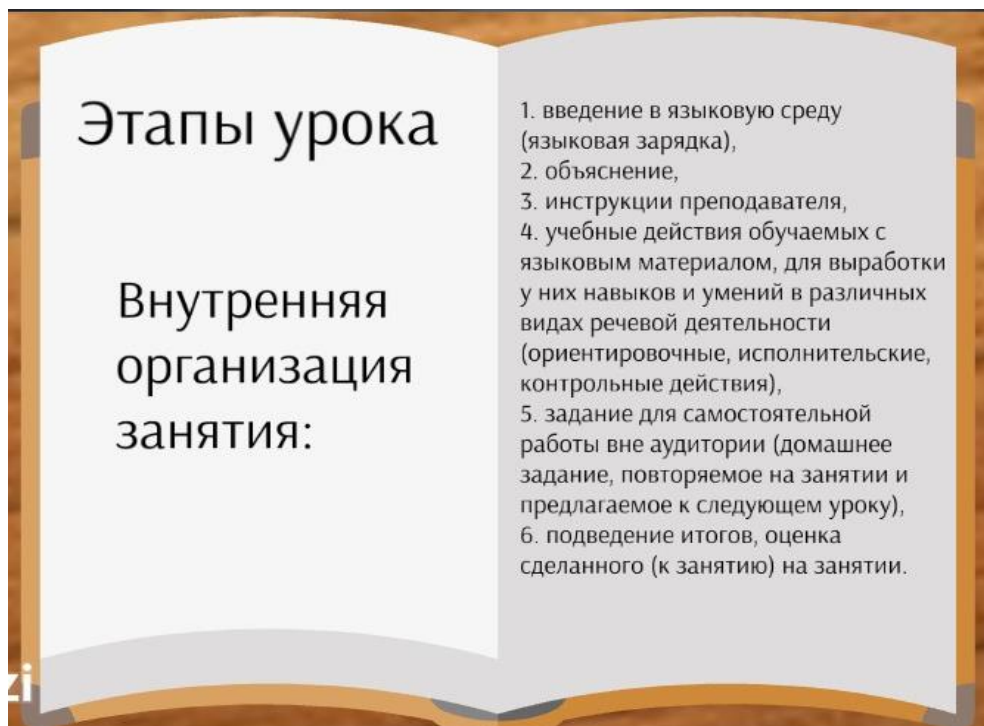 Этапы урока
Внутренняя
организация
занятия:
1. введение в языковую среду
(языковая зарядка),
2. объяснение,
3. инструкции преподавателя,
4. учебные действия обучаемых с
языковым материалом, для выработки
у них навыков и умений в различных
видах речевой деятельности
(ориентировочные, исполнительские,
контрольные действия),
5. задание для самостоятельной
работы вне аудитории (домашнее
задание, повторяемое на занятии и
предлагаемое к следующем уроку),
6. подведение итогов, оценка
сделанного (к занятию) на занятии.
zi